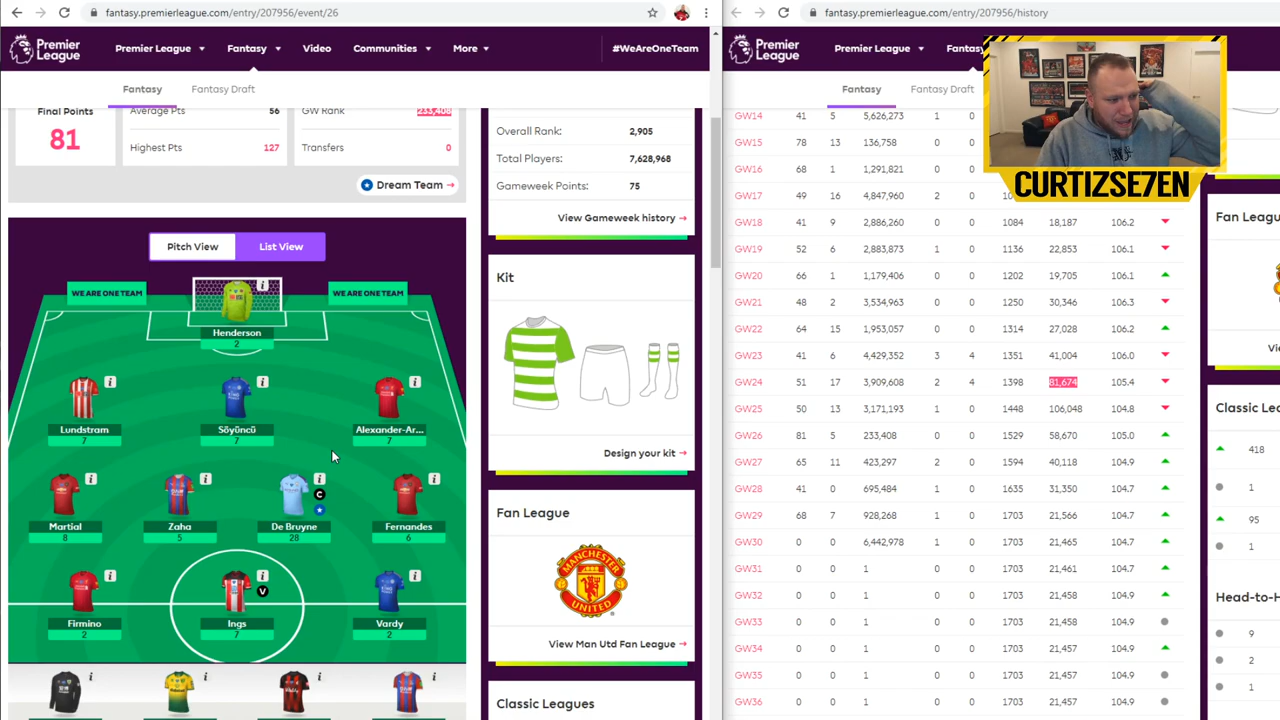 fantasy.premierleague.com/entry/207956/event/26
Premier League
Premier League
Fantasy
Video
Communities
More
#WeAreOneTeam
Fantasy
Fantasy Draft
Final Points
81
Average Pts 56
Highest Pts 127
GW Rank 233,408
Transfers 0
Dream Team
Pitch View
List View
WE ARE ONE TEAM
WE ARE ONE TEAM
Henderson
2
Lundstram
7
Söyüncü
7
Alexander-Ar...
7
Martial
8
Zaha
5
C
De Bruyne
28
Fernandes
6
Firmino
2
V
Ings
7
Vardy
2
Overall Rank: 2,905
Total Players: 7,628,968
Gameweek Points: 75
View Gameweek history
Kit
Design your kit
Fan League
MANCHESTER
UNITED
View Man Utd Fan League
Classic Leagues
fantasy.premierleague.com/entry/207956/history
Premier League
Premier League
Fantasy
Fantasy Draft
GW14 41 5 5,626,273 1 0
GW15 78 13 136,758 0 0
GW16 68 1 1,291,821 0 0
GW17 49 16 4,847,960 2 0
GW18 41 9 2,886,260 0 0 1084 18,187 106.2
GW19 52 6 2,883,873 1 0 1136 22,853 106.1
GW20 66 1 1,179,406 0 0 1202 19,705 106.1
GW21 48 2 3,534,963 0 0 1250 30,346 106.3
GW22 64 15 1,953,057 0 0 1314 27,028 106.2
GW23 41 6 4,429,352 3 4 1351 41,004 106.0
GW24 51 17 3,909,608 2 4 1398 81,674 105.4
GW25 50 13 3,171,193 1 0 1448 106,048 104.8
GW26 81 5 233,408 0 0 1529 58,670 105.0
GW27 65 11 423,297 2 0 1594 40,118 104.9
GW28 41 0 695,484 1 0 1635 31,350 104.7
GW29 68 7 928,268 1 0 1703 21,566 104.9
GW30 0 0 6,442,978 1 0 1703 21,465 104.9
GW31 0 0 1 0 0 1703 21,461 104.9
GW32 0 0 1 0 0 1703 21,458 104.9
GW33 0 0 1 0 0 1703 21,458 104.9
GW34 0 0 1 0 0 1703 21,457 104.9
GW35 0 0 1 0 0 1703 21,457 104.9
GW36 0 0 1 0 0 1703 21,457 104.9
CURTIZSE7EN
Fan League
Classic Le
418
1
95
1
Head-to-H
9
2
1